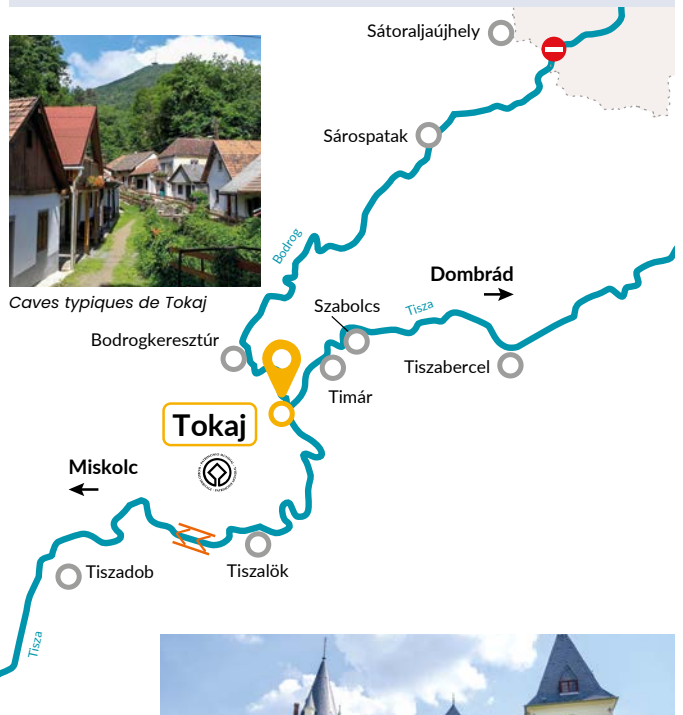 Sátoraljaújhely
Sárospatak
Bodrog
Caves typiques de Tokaj
Dombrád
Szabolcs
Tisza
Bodrogkeresztúr
Timár
Tiszabercel
Tokaj
Miskolc
Tiszadob
Tiszalök
Tisza